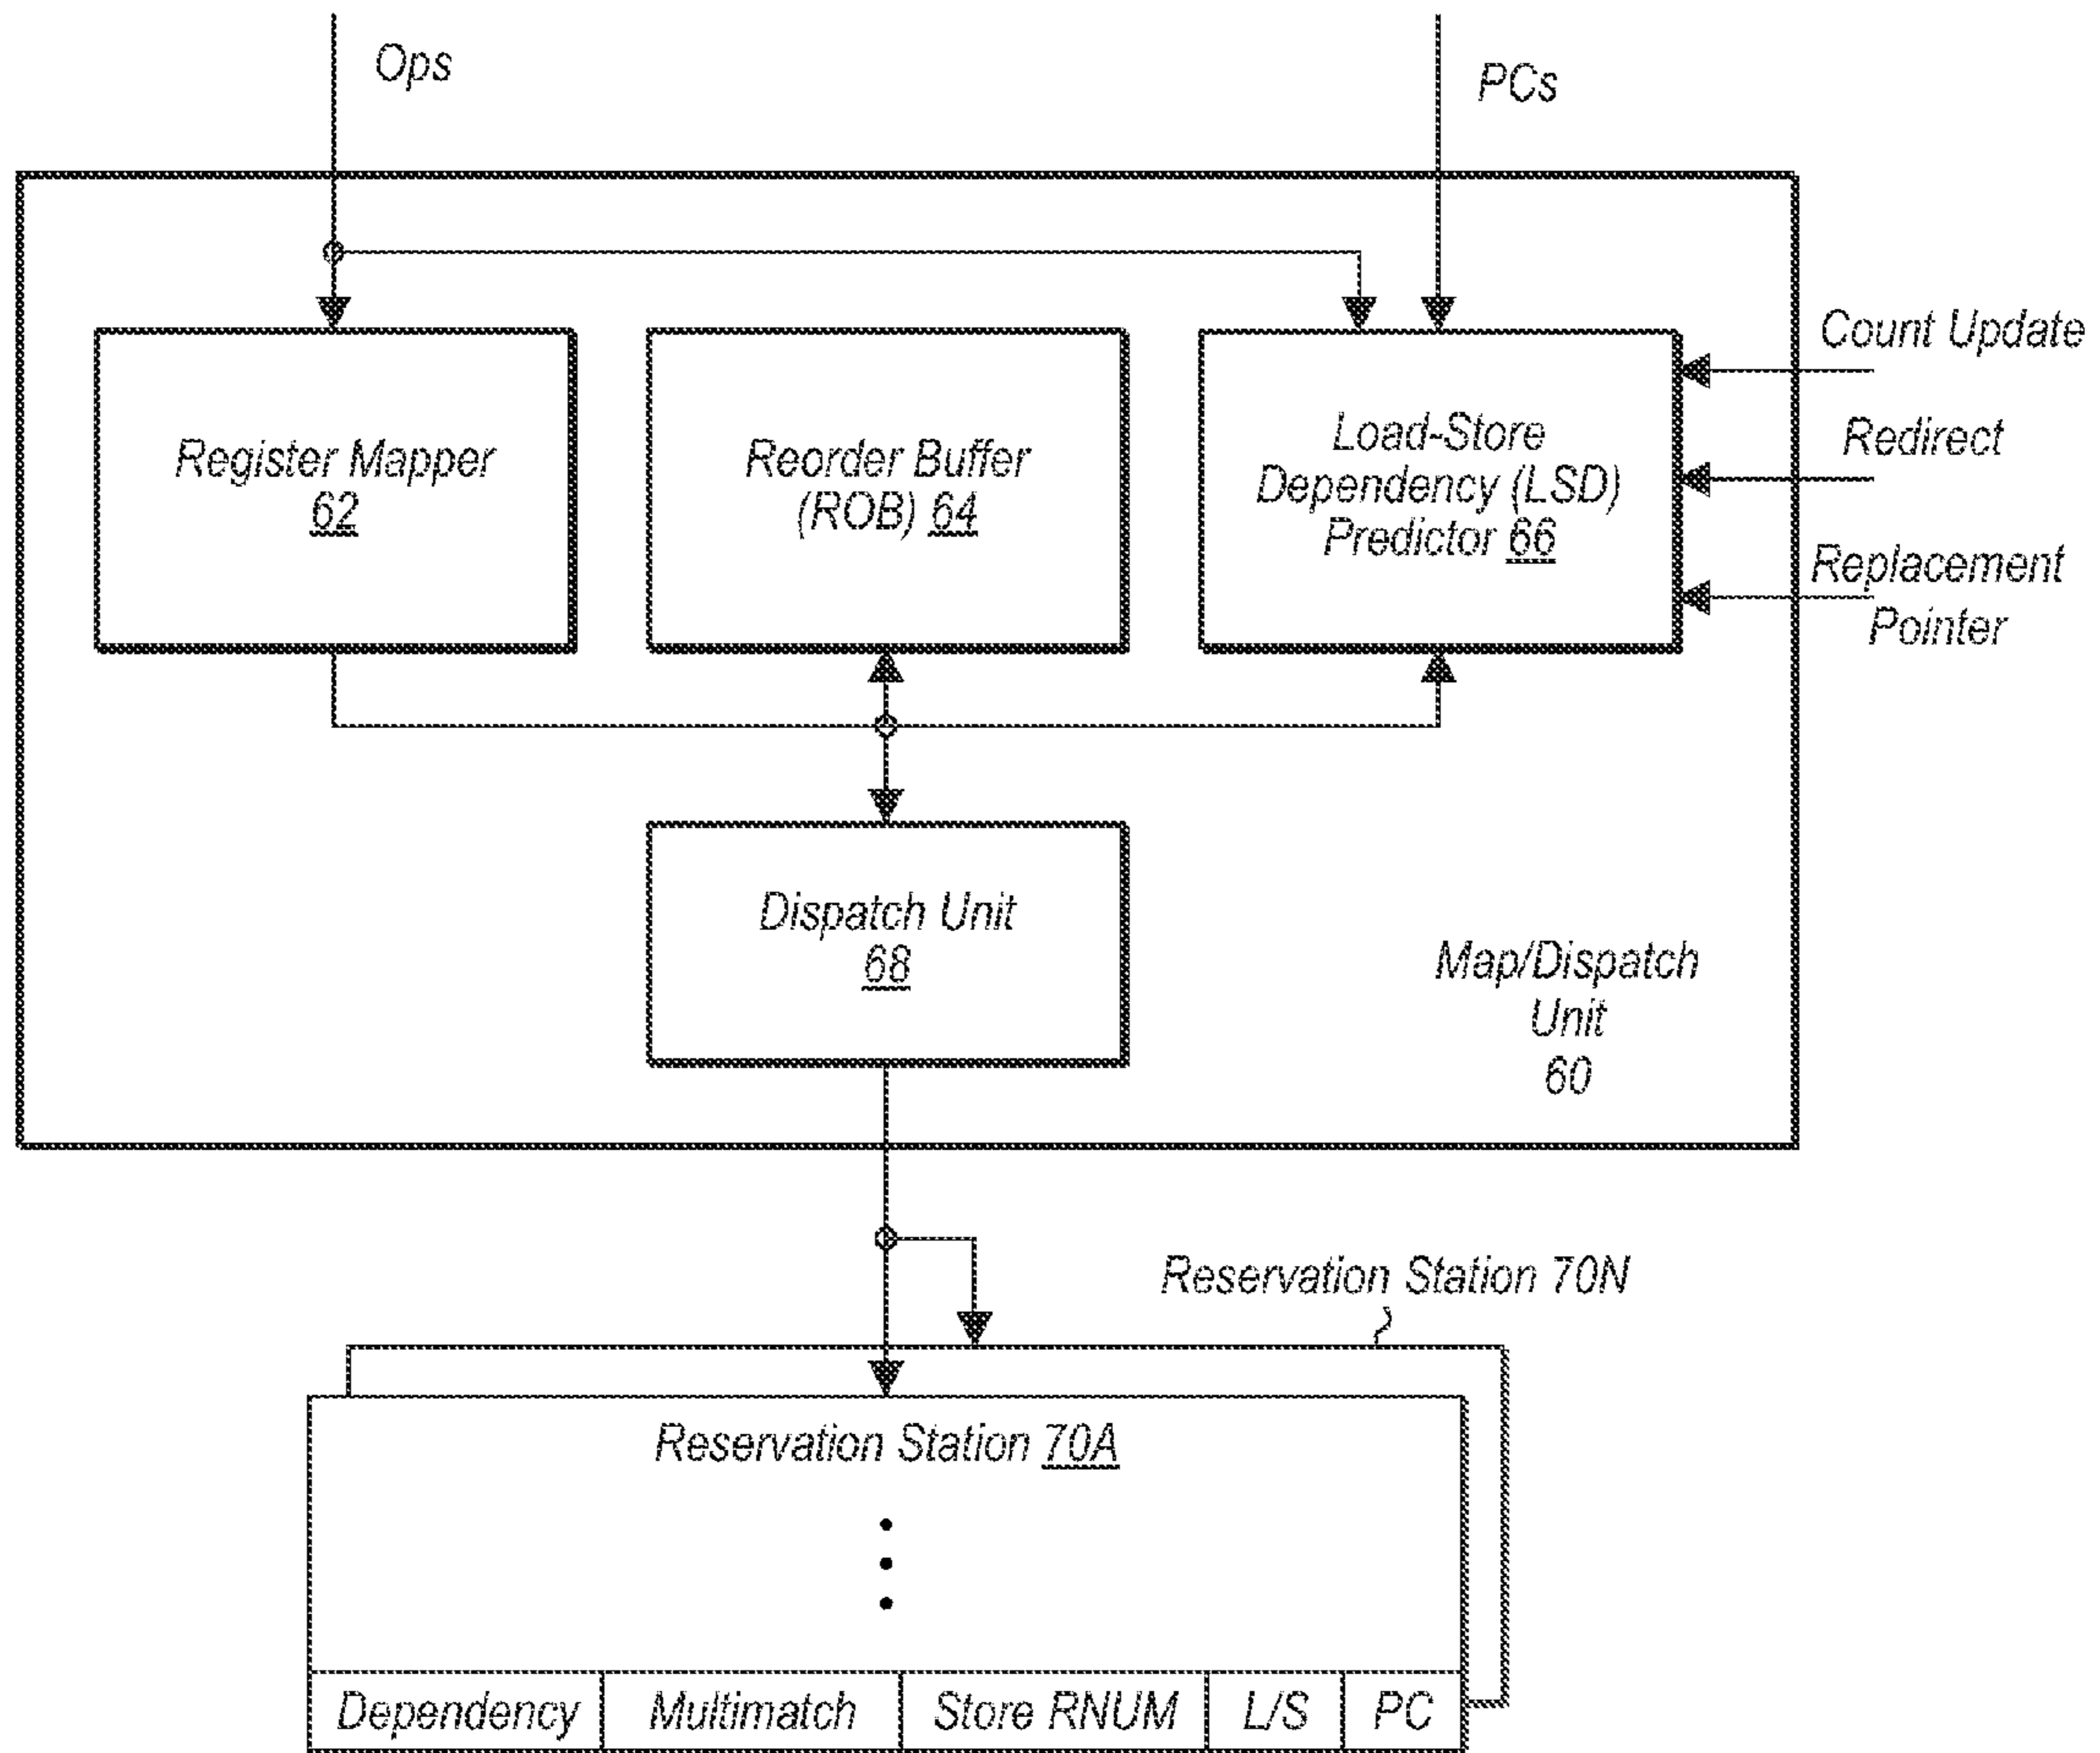 Ops
PCs
Register Mapper
62
Reorder Buffer
(ROB) 64
Load-Store
Dependency (LSD)
Predictor 66
Count Update
Redirect
Replacement
Pointer
Dispatch Unit
68
Map/Dispatch
Unit
60
Reservation Station 70N
Reservation Station 70A
Dependency
Multimatch
Store RNUM
L/S
PC